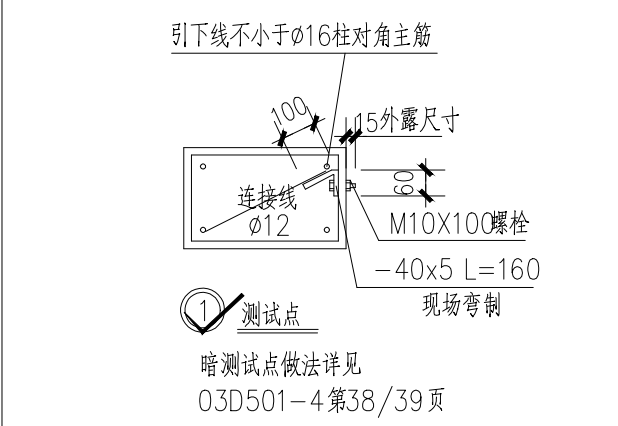 引下线不小于ø16柱对角主筋
100
15外露尺寸
60
连接线
ø12
M10X100螺栓
-40x5 L=160
现场弯制
1 测试点
暗测试点做法详见
03D501-4第38/39页